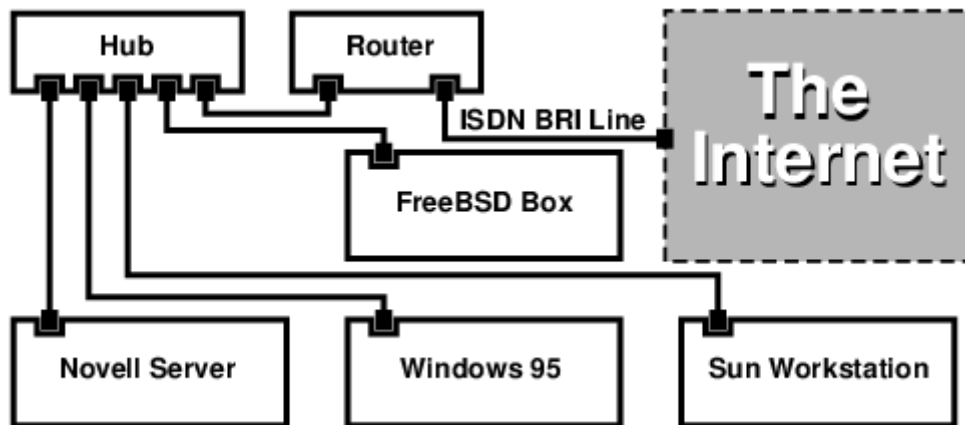 Hub
Router
ISDN BRI Line
The
Internet
FreeBSD Box
Novell Server
Windows 95
Sun Workstation